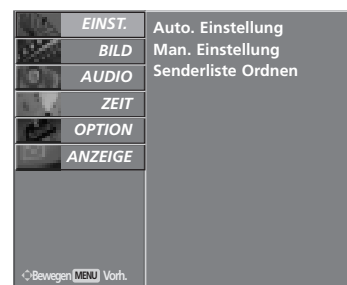 EINST.
BILD
AUDIO
ZEIT
OPTION
ANZEIGE
Auto. Einstellung
Man. Einstellung
Senderliste Ordnen
Bewegen MENU Vorh.